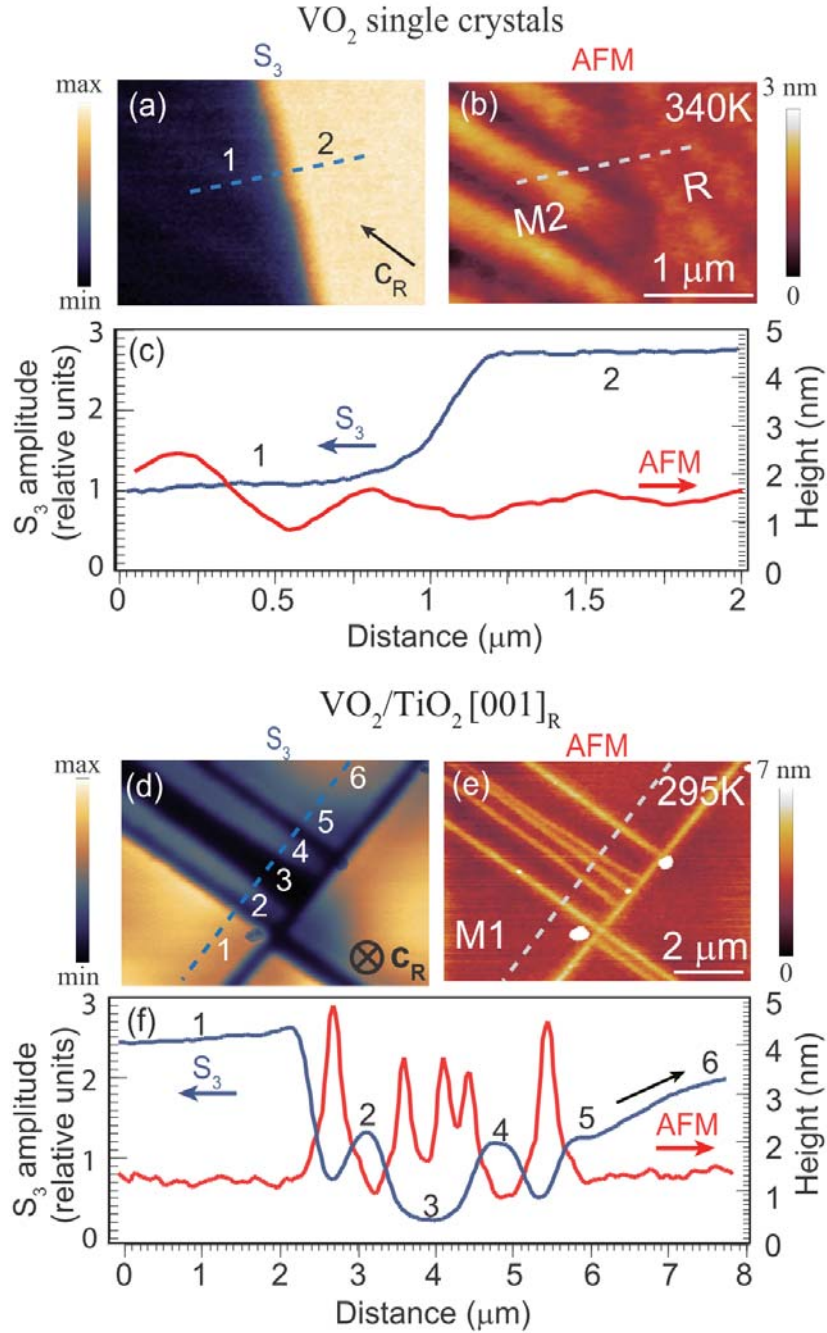 VO2 single crystals
S3
AFM
max
min
(a)
1
2
cR
(b)
340K
M2
R
1 μm
3 nm
0
(c)
S3 amplitude
(relative units)
3
2
1
0
1
S3
2
AFM
5
4
3
2
1
0
Height (nm)
0 0.5 1 1.5 2
Distance (μm)
VO2/TiO2 [001]R
S3
AFM
max
min
(d)
6
5
4
3
2
1
cR
(e)
295K
M1
2 μm
7 nm
0
(f)
S3 amplitude
(relative units)
3
2
1
0
1
S3
2
3
4
5
6
AFM
5
4
3
2
1
0
Height (nm)
0 1 2 3 4 5 6 7 8
Distance (μm)